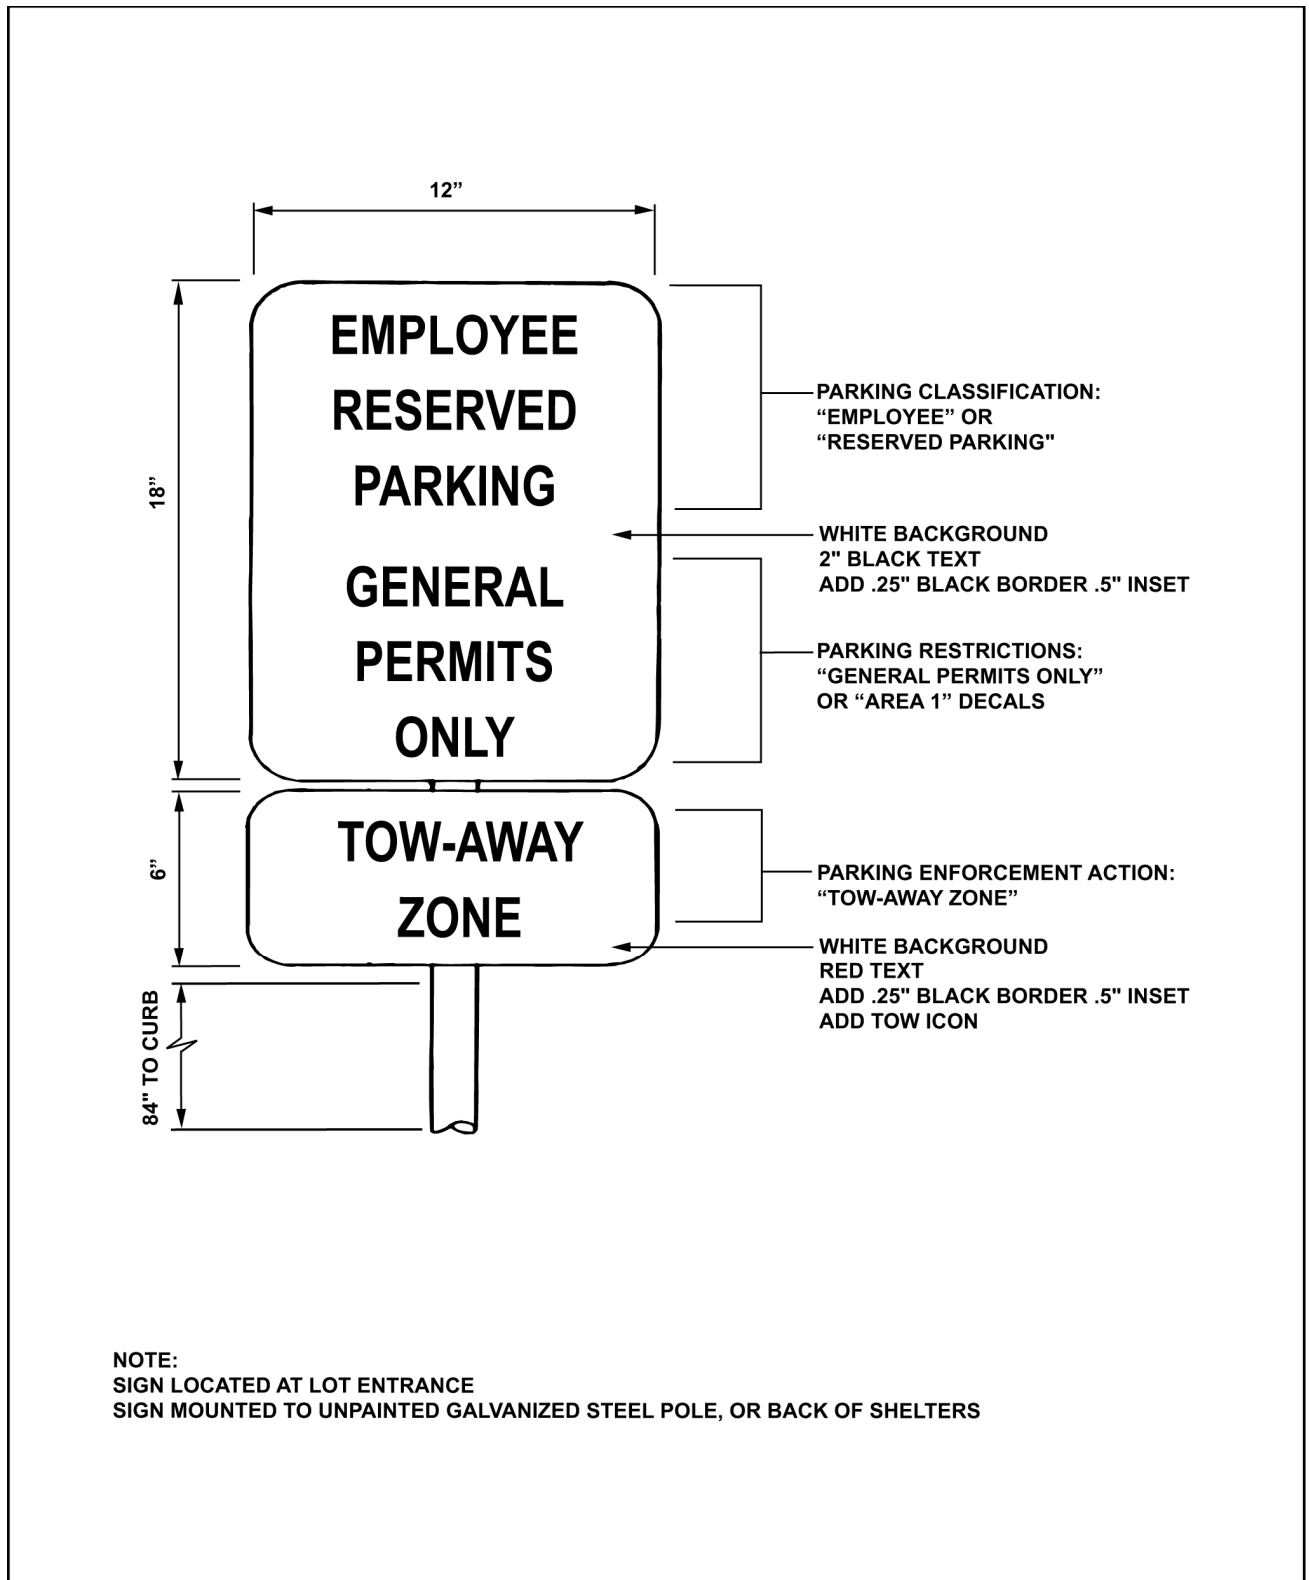 12”
EMPLOYEE
RESERVED
PARKING
GENERAL
PERMITS
ONLY
18”
PARKING CLASSIFICATION:
“EMPLOYEE” OR
“RESERVED PARKING"
WHITE BACKGROUND
2" BLACK TEXT
ADD .25" BLACK BORDER .5" INSET
PARKING RESTRICTIONS:
“GENERAL PERMITS ONLY”
OR “AREA 1” DECALS
TOW-AWAY
ZONE
6”
PARKING ENFORCEMENT ACTION:
“TOW-AWAY ZONE”
WHITE BACKGROUND
RED TEXT
ADD .25" BLACK BORDER .5" INSET
ADD TOW ICON
84" TO CURB
NOTE:
SIGN LOCATED AT LOT ENTRANCE
SIGN MOUNTED TO UNPAINTED GALVANIZED STEEL POLE, OR BACK OF SHELTERS